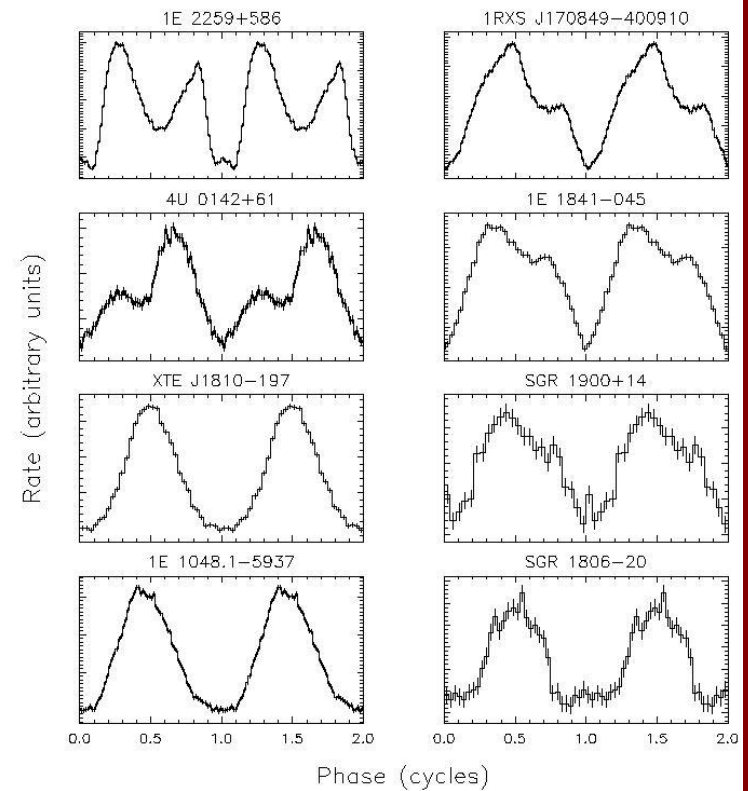 1E 2259+586
1RXS J170849-400910
4U 0142+61
1E 1841-045
XTE J1810-197
SGR 1900+14
1E 1048.1-5937
SGR 1806-20
Rate (arbitrary units)
0.0 0.5 1.0 1.5 2.0
0.0 0.5 1.0 1.5 2.0
Phase (cycles)